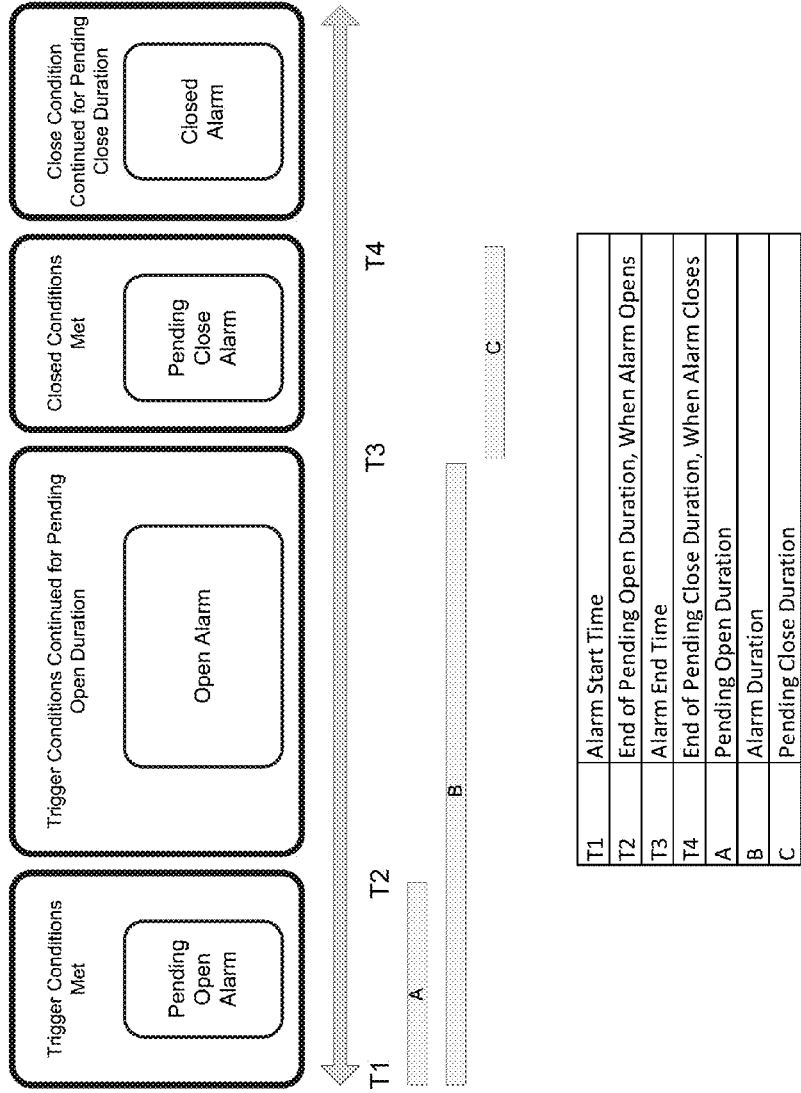 Trigger Conditions
Met
Pending
Open
Alarm
Trigger Conditions Continued for Pending
Open Duration
Open Alarm
Closed Conditions
Met
Pending
Close
Alarm
Close Condition
Continued for Pending
Close Duration
Closed
Alarm
T1
T2
T3
T4
A
B
C
T1 Alarm Start Time
T2 End of Pending Open Duration, When Alarm Opens
T3 Alarm End Time
T4 End of Pending Close Duration, When Alarm Closes
A Pending Open Duration
B Alarm Duration
C Pending Close Duration